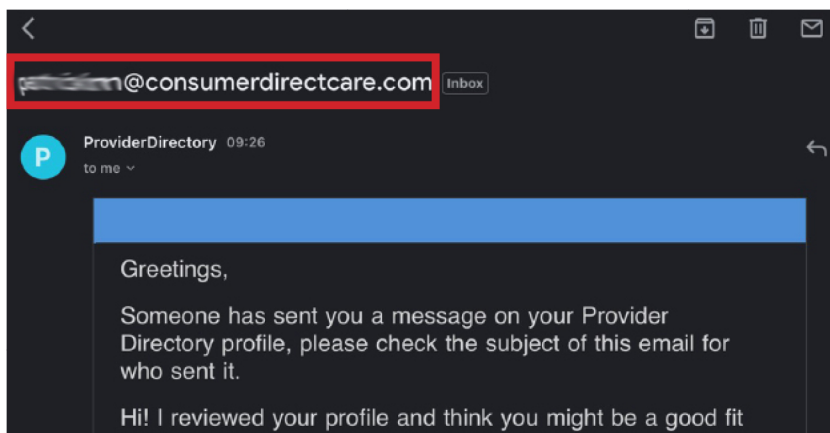 @consumerdirectcare.com Inbox
ProviderDirectory 09:26
to me
P
Greetings,
Someone has sent you a message on your Provider
Directory profile, please check the subject of this email for
who sent it.
Hi! I reviewed your profile and think you might be a good fit